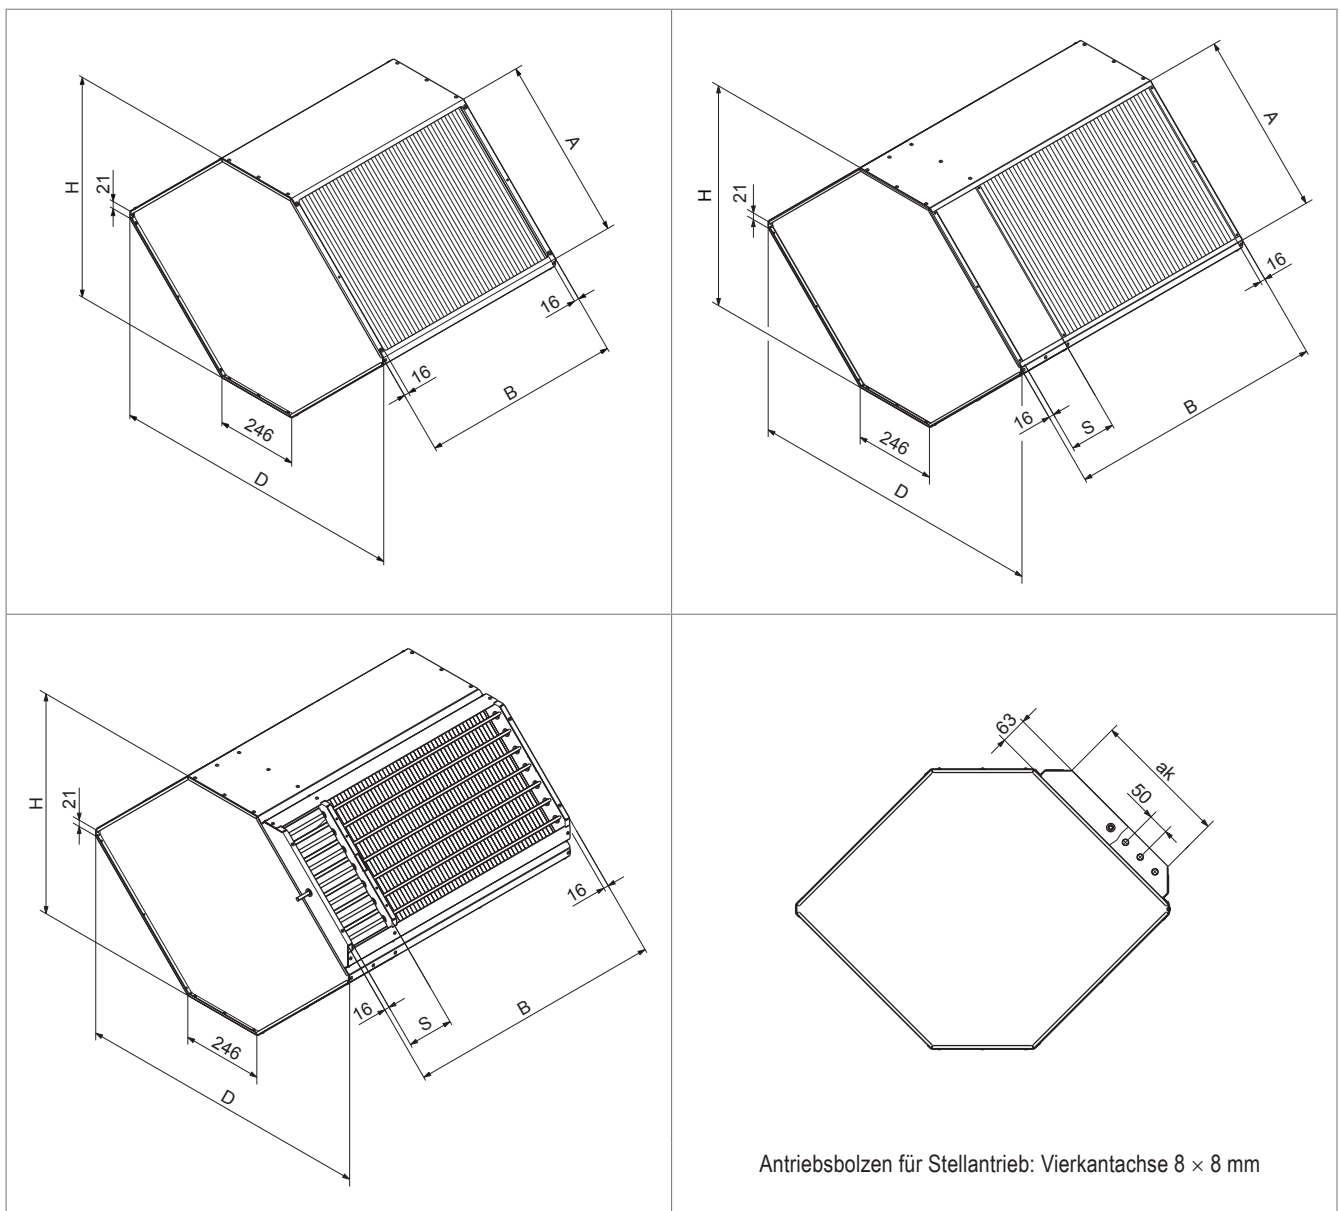 H
21
A
16
16
B
246
D
H
21
A
16
16
S
B
246
D
H
21
16
16
S
B
246
D
63
ak
50
Antriebsbolzen für Stellantrieb: Vierkantachse 8 × 8 mm